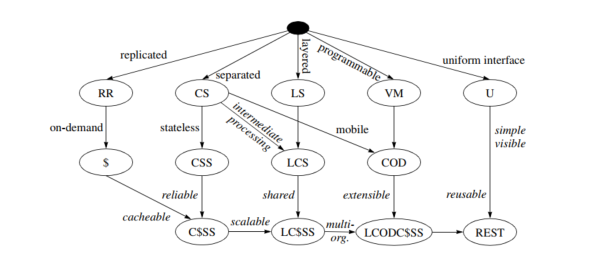 replicated
layered
programmable
uniform interface
separated
RR
CS
LS
VM
U
on-demand
stateless
intermediate
processing
mobile
simple
visible
$
CSS
LCS
COD
reliable
shared
extensible
reusable
cacheable
scalable
multi-
org.
C$SS
LC$SS
LCODC$SS
REST